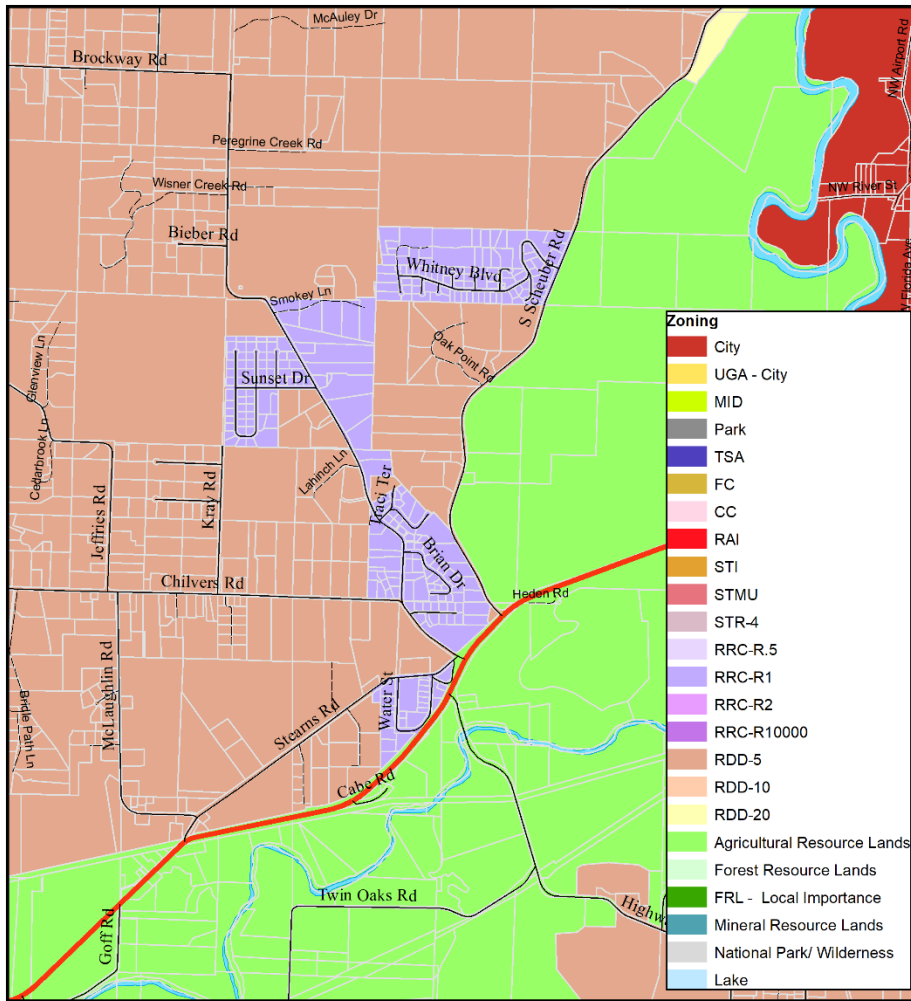 McAuley Dr
Brockway Rd
NW Airport Rd
Peregrine Creek Rd
Wisner Creek Rd
NW River St
Bieber Rd
S Scheuber Rd
Whitney Blvd
Smokey Ln
Florida Ave
Oak Point Rd
Glenview Ln
Sunset Dr
Cedarbrook Ln
Lahinch Ln
Traci Ter
Kray Rd
Jeffries Rd
Brian Dr
Chilvers Rd
Heden Rd
McLaughlin Rd
Water St
Bridle Path Ln
Stearns Rd
Cabe Rd
Twin Oaks Rd
Highw
Goff Rd
Zoning
City
UGA - City
MID
Park
TSA
FC
CC
RAI
STI
STMU
STR-4
RRC-R.5
RRC-R1
RRC-R2
RRC-R10000
RDD-5
RDD-10
RDD-20
Agricultural Resource Lands
Forest Resource Lands
FRL - Local Importance
Mineral Resource Lands
National Park/ Wilderness
Lake